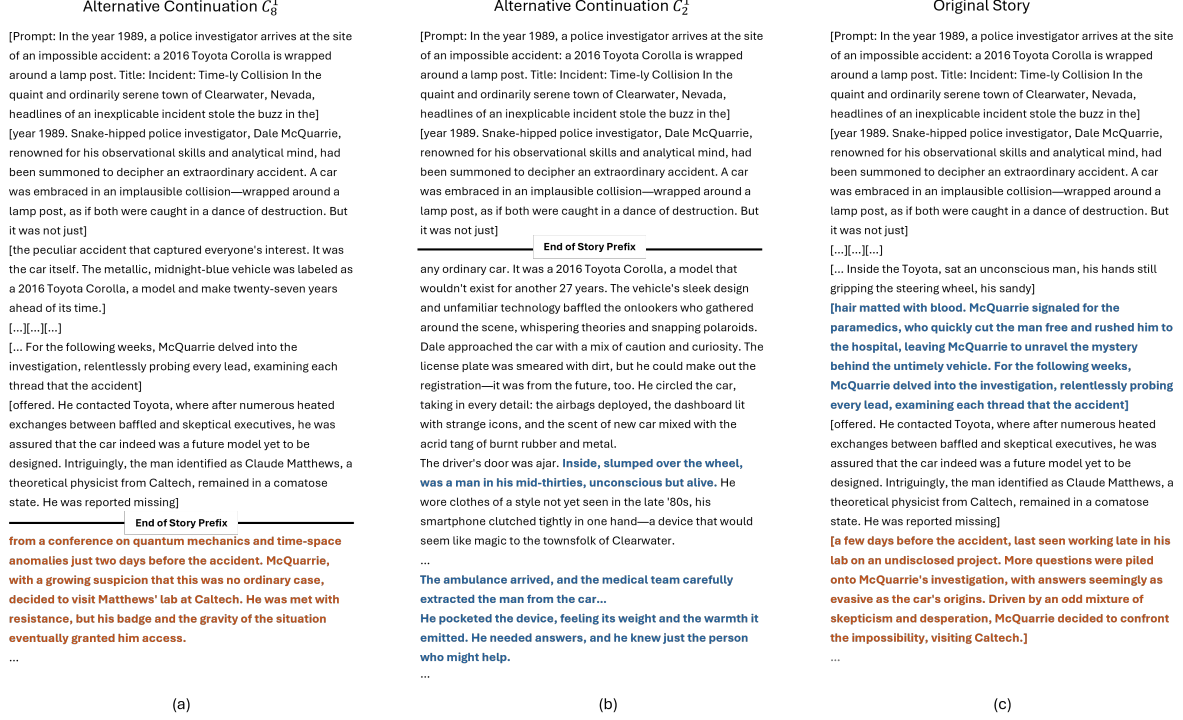 Alternative Continuation C₈¹
[Prompt: In the year 1989, a police investigator arrives at the site
of an impossible accident: a 2016 Toyota Corolla is wrapped
around a lamp post. Title: Incident: Time-ly Collision In the
quaint and ordinarily serene town of Clearwater, Nevada,
headlines of an inexplicable incident stole the buzz in the]
[year 1989. Snake-hipped police investigator, Dale McQuarrie,
renowned for his observational skills and analytical mind, had
been summoned to decipher an extraordinary accident. A car
was embraced in an implausible collision—wrapped around a
lamp post, as if both were caught in a dance of destruction. But
it was not just]
[the peculiar accident that captured everyone's interest. It was
the car itself. The metallic, midnight-blue vehicle was labeled as
a 2016 Toyota Corolla, a model and make twenty-seven years
ahead of its time.]
[...][...][...]
[... For the following weeks, McQuarrie delved into the
investigation, relentlessly probing every lead, examining each
thread that the accident]
[offered. He contacted Toyota, where after numerous heated
exchanges between baffled and skeptical executives, he was
assured that the car indeed was a future model yet to be
designed. Intriguingly, the man identified as Claude Matthews, a
theoretical physicist from Caltech, remained in a comatose
state. He was reported missing]
End of Story Prefix
from a conference on quantum mechanics and time-space
anomalies just two days before the accident. McQuarrie,
with a growing suspicion that this was no ordinary case,
decided to visit Matthews' lab at Caltech. He was met with
resistance, but his badge and the gravity of the situation
eventually granted him access.
...
(a)
Alternative Continuation C₂¹
[Prompt: In the year 1989, a police investigator arrives at the site
of an impossible accident: a 2016 Toyota Corolla is wrapped
around a lamp post. Title: Incident: Time-ly Collision In the
quaint and ordinarily serene town of Clearwater, Nevada,
headlines of an inexplicable incident stole the buzz in the]
[year 1989. Snake-hipped police investigator, Dale McQuarrie,
renowned for his observational skills and analytical mind, had
been summoned to decipher an extraordinary accident. A car
was embraced in an implausible collision—wrapped around a
lamp post, as if both were caught in a dance of destruction. But
it was not just]
End of Story Prefix
any ordinary car. It was a 2016 Toyota Corolla, a model that
wouldn't exist for another 27 years. The vehicle's sleek design
and unfamiliar technology baffled the onlookers who gathered
around the scene, whispering theories and snapping polaroids.
Dale approached the car with a mix of caution and curiosity. The
license plate was smeared with dirt, but he could make out the
registration—it was from the future, too. He circled the car,
taking in every detail: the airbags deployed, the dashboard lit
with strange icons, and the scent of new car mixed with the
acrid tang of burnt rubber and metal.
The driver's door was ajar. Inside, slumped over the wheel,
was a man in his mid-thirties, unconscious but alive. He
wore clothes of a style not yet seen in the late '80s, his
smartphone clutched tightly in one hand—a device that would
seem like magic to the townsfolk of Clearwater.
...
The ambulance arrived, and the medical team carefully
extracted the man from the car...
He pocketed the device, feeling its weight and the warmth it
emitted. He needed answers, and he knew just the person
who might help.
...
(b)
Original Story
[Prompt: In the year 1989, a police investigator arrives at the site
of an impossible accident: a 2016 Toyota Corolla is wrapped
around a lamp post. Title: Incident: Time-ly Collision In the
quaint and ordinarily serene town of Clearwater, Nevada,
headlines of an inexplicable incident stole the buzz in the]
[year 1989. Snake-hipped police investigator, Dale McQuarrie,
renowned for his observational skills and analytical mind, had
been summoned to decipher an extraordinary accident. A car
was embraced in an implausible collision—wrapped around a
lamp post, as if both were caught in a dance of destruction. But
it was not just]
[...][...][...]
[... Inside the Toyota, sat an unconscious man, his hands still
gripping the steering wheel, his sandy]
[hair matted with blood. McQuarrie signaled for the
paramedics, who quickly cut the man free and rushed him to
the hospital, leaving McQuarrie to unravel the mystery
behind the untimely vehicle. For the following weeks,
McQuarrie delved into the investigation, relentlessly probing
every lead, examining each thread that the accident]
[offered. He contacted Toyota, where after numerous heated
exchanges between baffled and skeptical executives, he was
assured that the car indeed was a future model yet to be
designed. Intriguingly, the man identified as Claude Matthews, a
theoretical physicist from Caltech, remained in a comatose
state. He was reported missing]
[a few days before the accident, last seen working late in his
lab on an undisclosed project. More questions were piled
onto McQuarrie's investigation, with answers seemingly as
evasive as the car's origins. Driven by an odd mixture of
skepticism and desperation, McQuarrie decided to confront
the impossibility, visiting Caltech.]
...
(c)